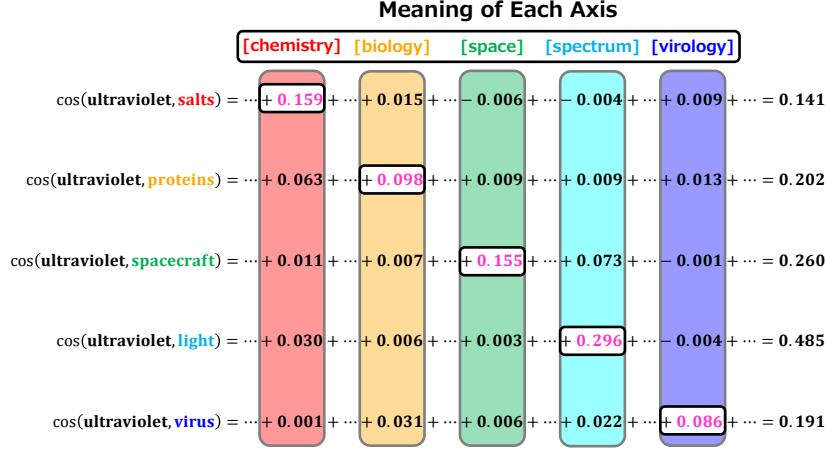 Meaning of Each Axis
[chemistry] [biology] [space] [spectrum] [virology]
cos(ultraviolet, salts) = ⋯ + 0.159 + ⋯ + 0.015 + ⋯ − 0.006 + ⋯ − 0.004 + ⋯ + 0.009 + ⋯ = 0.141
cos(ultraviolet, proteins) = ⋯ + 0.063 + ⋯ + 0.098 + ⋯ + 0.009 + ⋯ + 0.009 + ⋯ + 0.013 + ⋯ = 0.202
cos(ultraviolet, spacecraft) = ⋯ + 0.011 + ⋯ + 0.007 + ⋯ + 0.155 + ⋯ + 0.073 + ⋯ − 0.001 + ⋯ = 0.260
cos(ultraviolet, light) = ⋯ + 0.030 + ⋯ + 0.006 + ⋯ + 0.003 + ⋯ + 0.296 + ⋯ − 0.004 + ⋯ = 0.485
cos(ultraviolet, virus) = ⋯ + 0.001 + ⋯ + 0.031 + ⋯ + 0.006 + ⋯ + 0.022 + ⋯ + 0.086 + ⋯ = 0.191